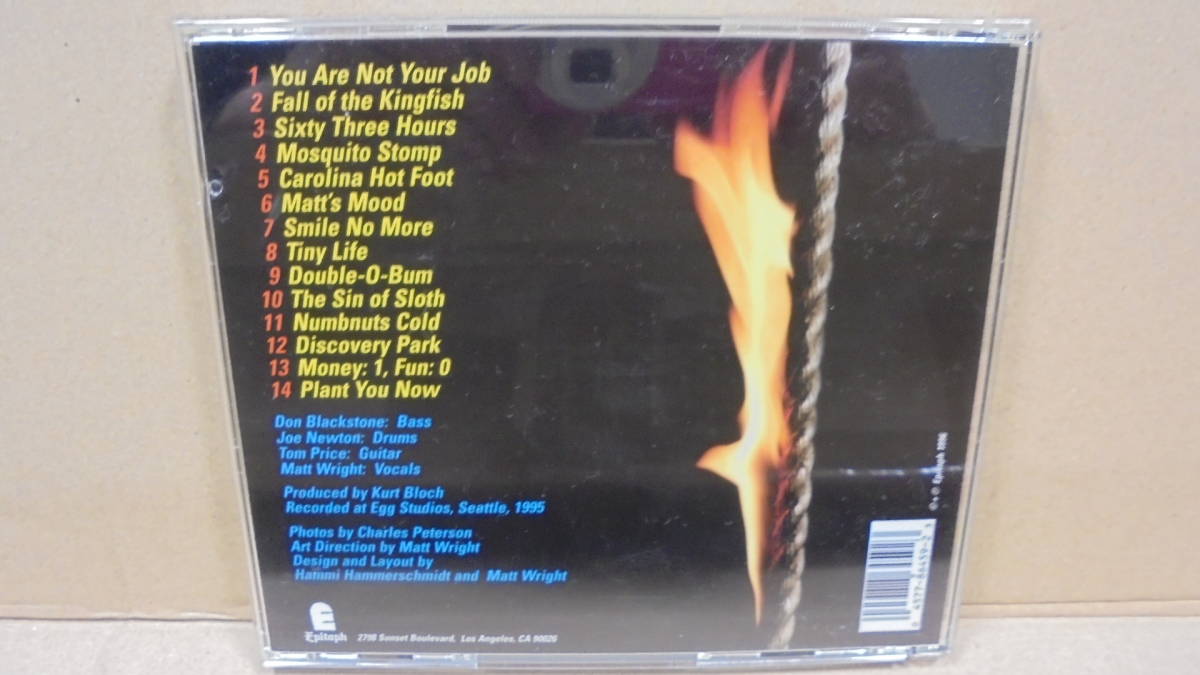 1 You Are Not Your Job
2 Fall of the Kingfish
3 Sixty Three Hours
4 Mosquito Stomp
5 Carolina Hot Foot
6 Matt's Mood
7 Smile No More
8 Tiny Life
9 Double-O-Bum
10 The Sin of Sloth
11 Numbnuts Cold
12 Discovery Park
13 Money: 1, Fun: 0
14 Plant You Now
Don Blackstone: Bass
Joe Newton: Drums
Tom Price: Guitar
Matt Wright: Vocals
Produced by Kurt Bloch
Recorded at Egg Studios, Seattle, 1995
Photos by Charles Peterson
Art Direction by Matt Wright
Design and Layout by
Hammi Hammerschmidt and Matt Wright
Epitaph 2798 Sunset Boulevard, Los Angeles, CA 90026
Epitaph 1996